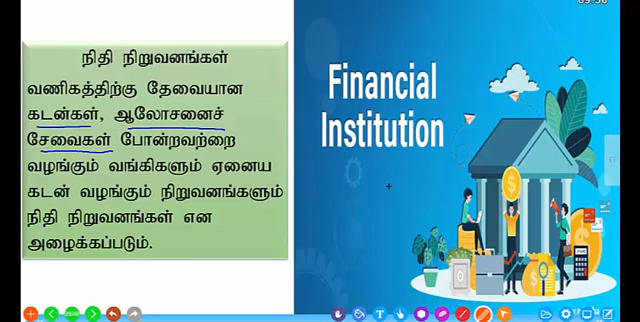 நிதி நிறுவனங்கள்
வணிகத்திற்கு தேவையான
கடன்கள், ஆலோசனைச்
சேவைகள் போன்றவற்றை
வழங்கும் வங்கிகளும் ஏனைய
கடன் வழங்கும் நிறுவனங்களும்
நிதி நிறுவனங்கள் என
அழைக்கப்படும்.
Financial
Institution